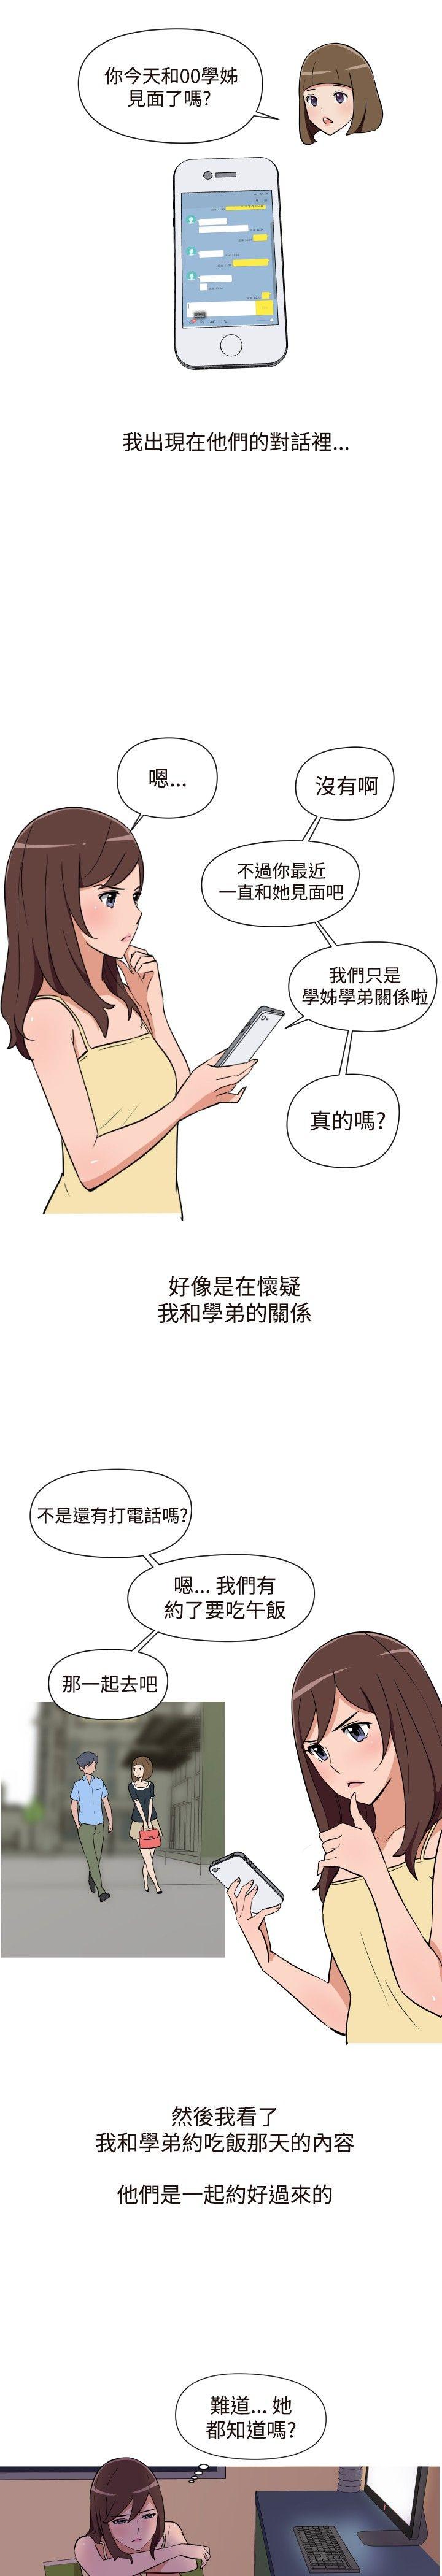 你今天和00學姊
見面了嗎?
我出現在他們的對話裡...
嗯...
沒有啊
不過你最近
一直和她見面吧
我們只是
學姊學弟關係啦
真的嗎?
好像是在懷疑
我和學弟的關係
不是還有打電話嗎?
嗯... 我們有
約了要吃午飯
那一起去吧
然後我看了
我和學弟約吃飯那天的內容
他們是一起約好過來的
難道... 她
都知道嗎?